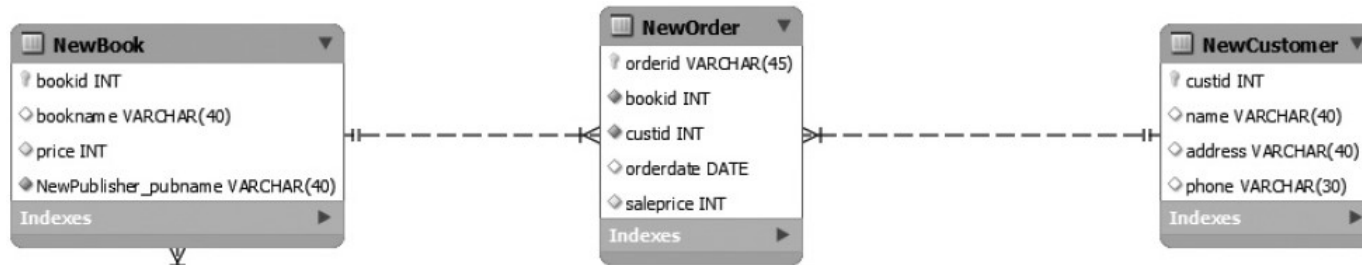 NewBook
bookid INT
bookname VARCHAR(40)
price INT
NewPublisher_pubname VARCHAR(40)
Indexes
NewOrder
orderid VARCHAR(45)
bookid INT
custid INT
orderdate DATE
saleprice INT
Indexes
NewCustomer
custid INT
name VARCHAR(40)
address VARCHAR(40)
phone VARCHAR(30)
Indexes